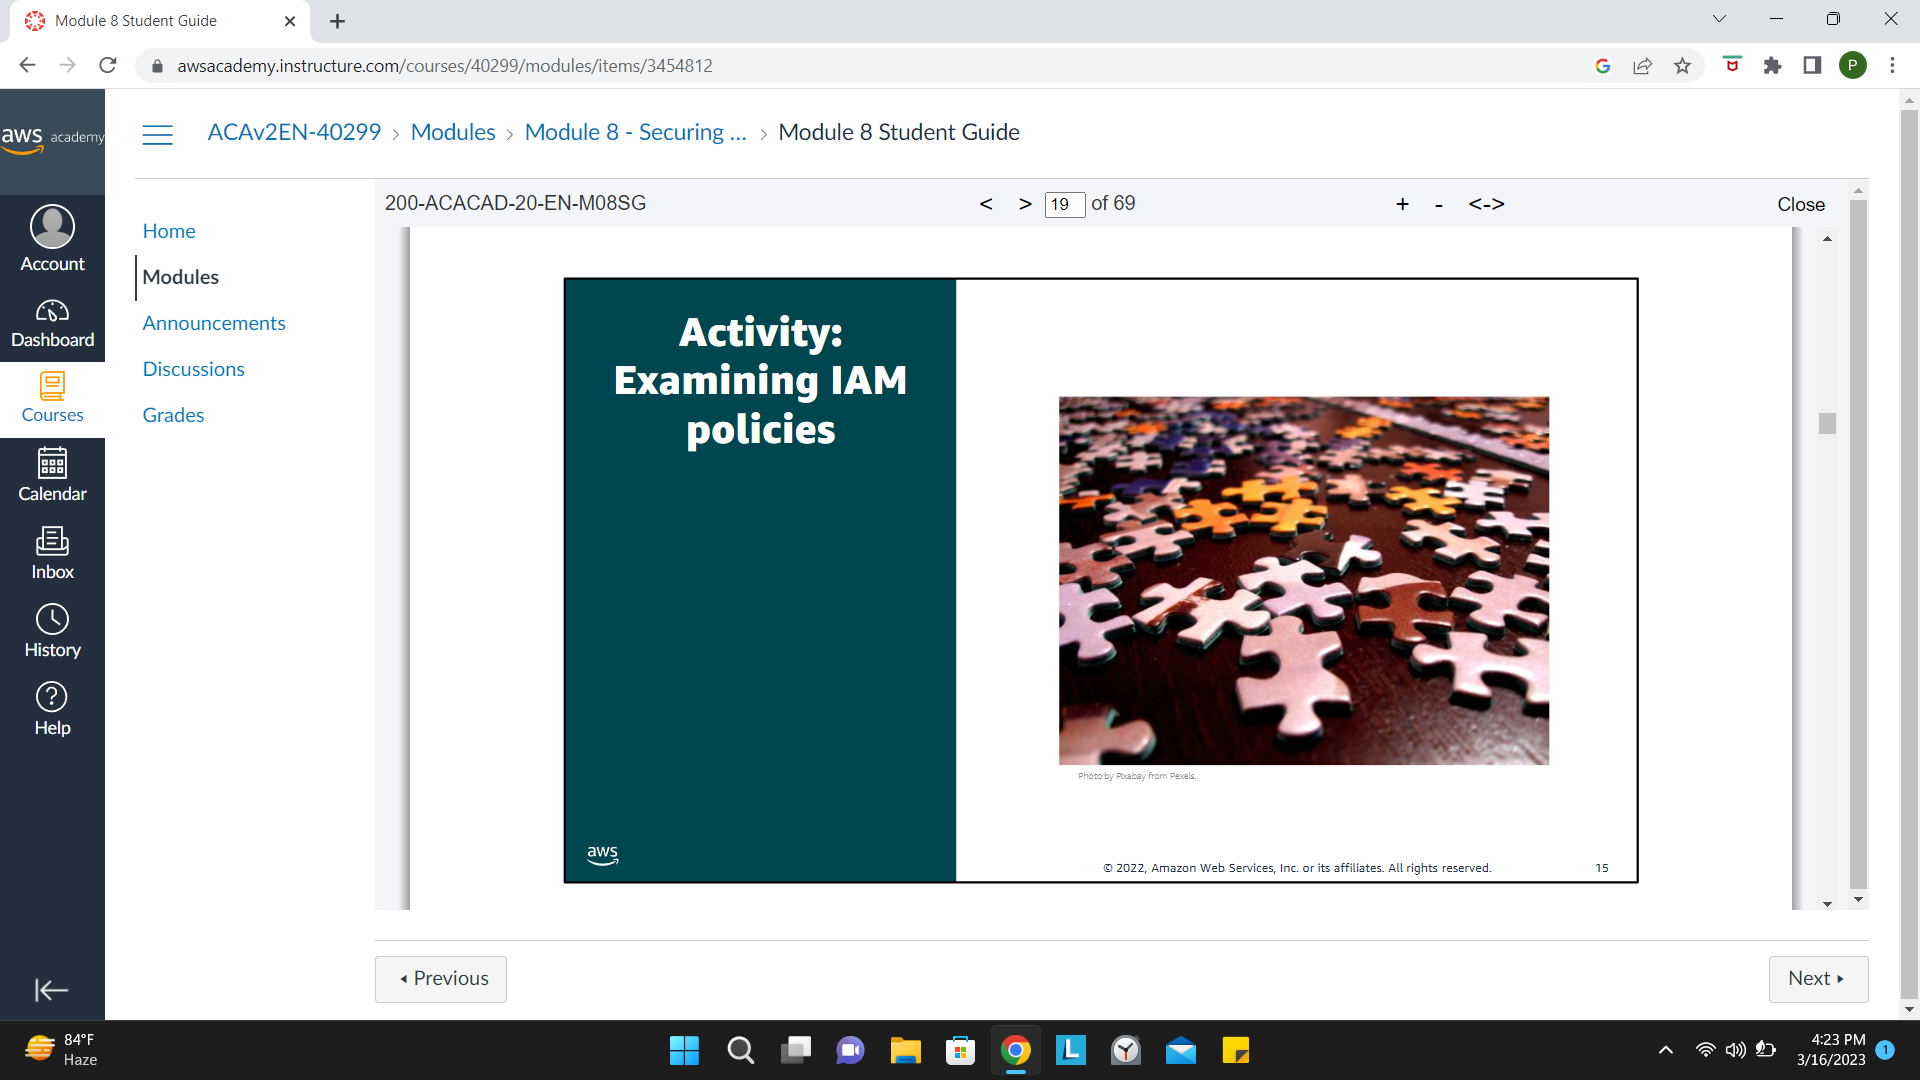 Module 8 Student Guide
awsacademy.instructure.com/courses/40299/modules/items/3454812
P
aws academy
ACAv2EN-40299 › Modules › Module 8 - Securing ... › Module 8 Student Guide
200-ACACAD-20-EN-M08SG
< > 19 of 69
+ - <->
Close
Account
Dashboard
Courses
Calendar
Inbox
History
Help
Home
Modules
Announcements
Discussions
Grades
Activity:
Examining IAM
policies
Photo by Pixabay from Pexels.
aws
© 2022, Amazon Web Services, Inc. or its affiliates. All rights reserved.
15
Previous
Next
84°F
Haze
L
4:23 PM
3/16/2023
1